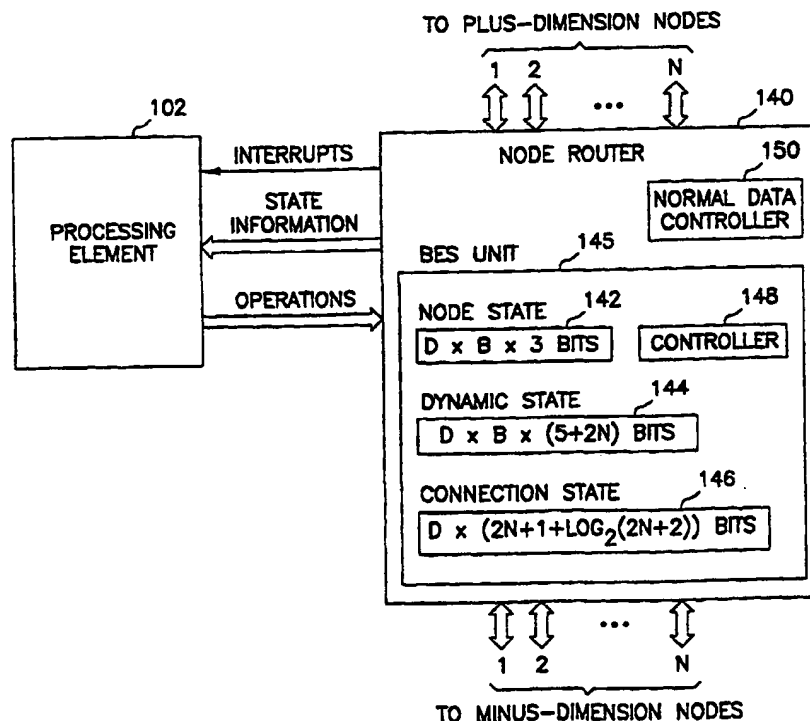 TO PLUS-DIMENSION NODES
1 2 ... N
102
140
NODE ROUTER
150
NORMAL DATA
CONTROLLER
INTERRUPTS
STATE
INFORMATION
PROCESSING
ELEMENT
OPERATIONS
BES UNIT
145
NODE STATE
142
D x B x 3 BITS
148
CONTROLLER
DYNAMIC STATE
144
D x B x (5+2N) BITS
CONNECTION STATE
146
D x (2N+1+LOG₂(2N+2)) BITS
1 2 ... N
TO MINUS-DIMENSION NODES